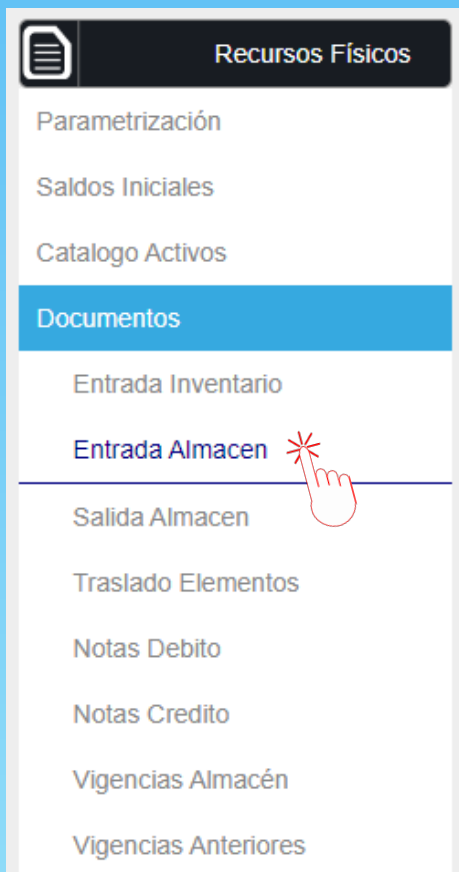 Recursos Físicos
Parametrización
Saldos Iniciales
Catalogo Activos
Documentos
Entrada Inventario
Entrada Almacen
Salida Almacen
Traslado Elementos
Notas Debito
Notas Credito
Vigencias Almacén
Vigencias Anteriores